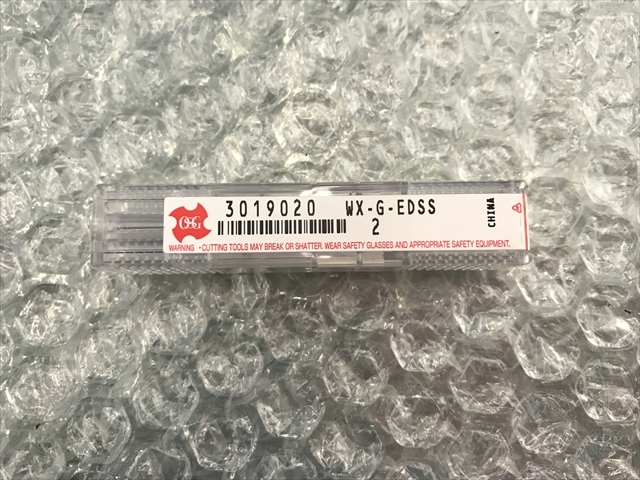 OSG
3019020 WX-G-EDSS
2
CHINA
WARNING • CUTTING TOOLS MAY BREAK OR SHATTER. WEAR SAFETY GLASSES AND APPROPRIATE SAFETY EQUIPMENT.